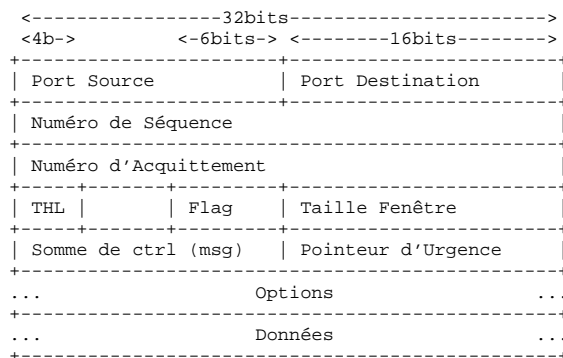 <-----------------32bits----------------------->
<4b-> <-6bits-> <--------16bits-------->
Port Source | Port Destination
Numéro de Séquence
Numéro d'Acquittement
THL | | Flag | Taille Fenêtre
Somme de ctrl (msg) | Pointeur d'Urgence
... Options ...
... Données ...